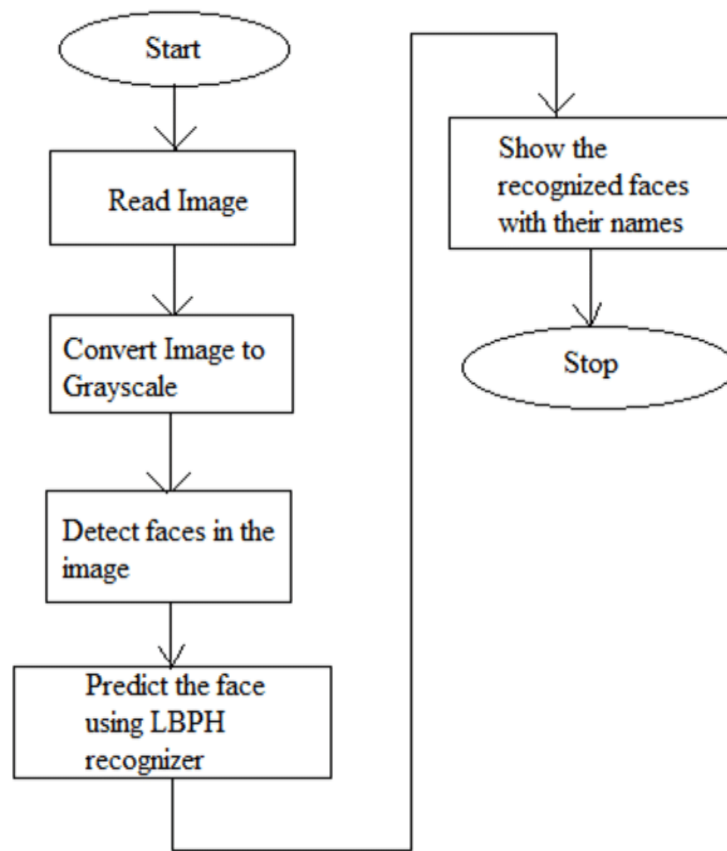 Start
Read Image
Convert Image to
Grayscale
Detect faces in the
image
Predict the face
using LBPH
recognizer
Show the
recognized faces
with their names
Stop